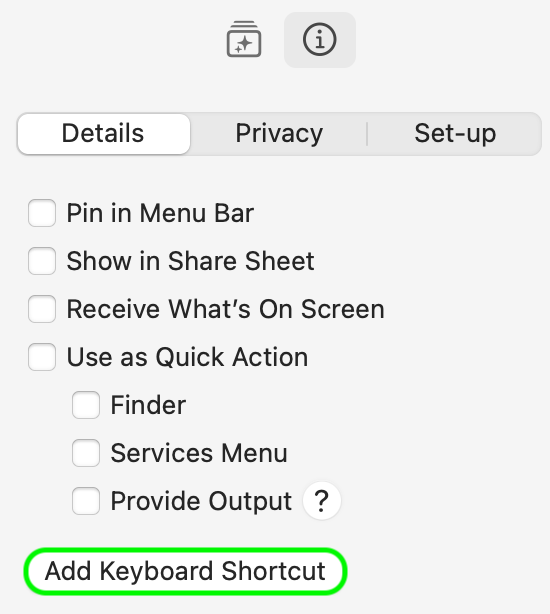 Details Privacy Set-up
Pin in Menu Bar
Show in Share Sheet
Receive What’s On Screen
Use as Quick Action
Finder
Services Menu
Provide Output ?
Add Keyboard Shortcut